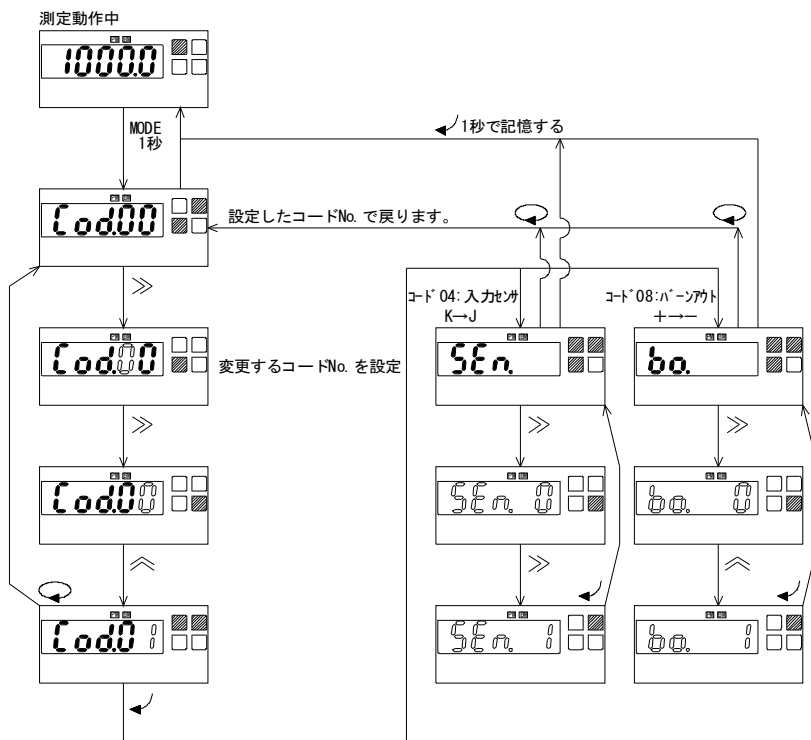 測定動作中
1000.0
MODE
1秒
1秒で記憶する
Cod.00
設定したコードNo. で戻ります。
≫
コード04:入力センサ
K→J
コード08:バーンアウト
+→−
Cod.00
変更するコードNo. を設定
SEn.
bo.
≫
≫
≫
Cod.00
SEn. 0
bo. 0
︽
≫
︽
Cod.01
SEn. 1
bo. 1